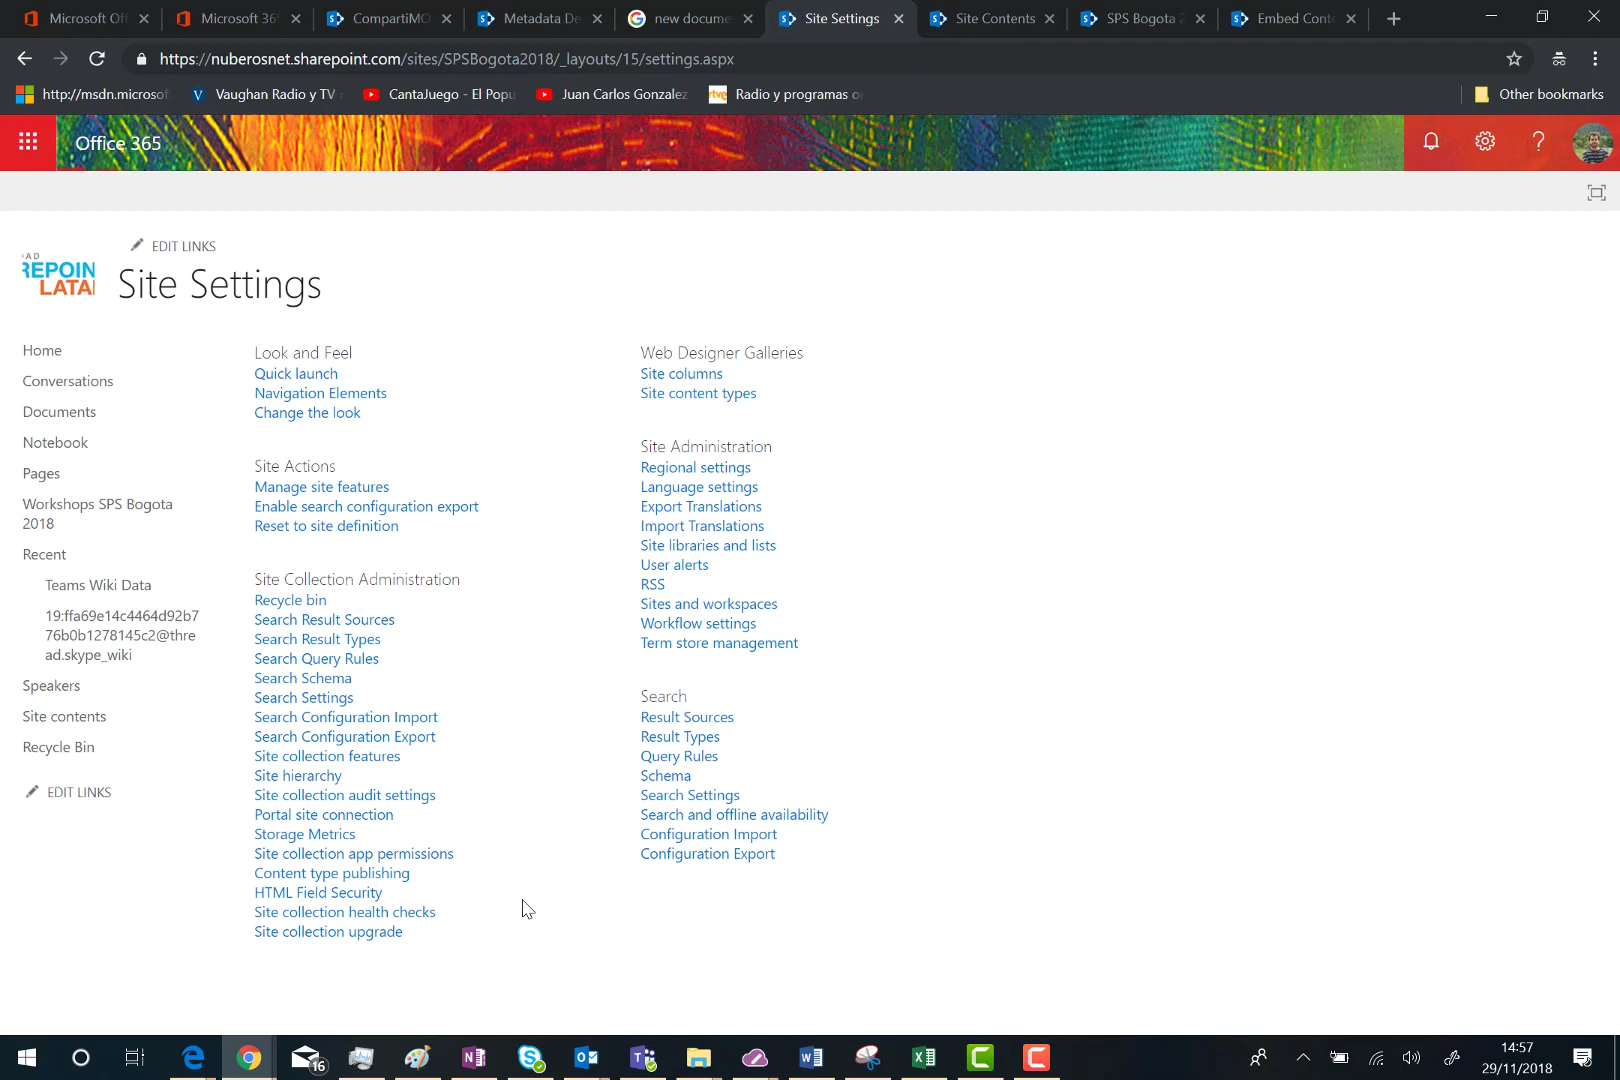 Microsoft Of
Microsoft 36
CompartiMO
Metadata De
new docume
Site Settings
Site Contents
SPS Bogota 2
Embed Conte
https://nuberosnet.sharepoint.com/sites/SPSBogota2018/_layouts/15/settings.aspx
http://msdn.microsof
Vaughan Radio y TV
CantaJuego - El Popu
Juan Carlos Gonzalez
Radio y programas o
Other bookmarks
Office 365
EDIT LINKS
AD
REPOIN
LATA
Site Settings
Home
Conversations
Documents
Notebook
Pages
Workshops SPS Bogota
2018
Recent
Teams Wiki Data
19:ffa69e14c4464d92b7
76b0b1278145c2@thre
ad.skype_wiki
Speakers
Site contents
Recycle Bin
EDIT LINKS
Look and Feel
Quick launch
Navigation Elements
Change the look
Site Actions
Manage site features
Enable search configuration export
Reset to site definition
Site Collection Administration
Recycle bin
Search Result Sources
Search Result Types
Search Query Rules
Search Schema
Search Settings
Search Configuration Import
Search Configuration Export
Site collection features
Site hierarchy
Site collection audit settings
Portal site connection
Storage Metrics
Site collection app permissions
Content type publishing
HTML Field Security
Site collection health checks
Site collection upgrade
Web Designer Galleries
Site columns
Site content types
Site Administration
Regional settings
Language settings
Export Translations
Import Translations
Site libraries and lists
User alerts
RSS
Sites and workspaces
Workflow settings
Term store management
Search
Result Sources
Result Types
Query Rules
Schema
Search Settings
Search and offline availability
Configuration Import
Configuration Export
16
14:57
29/11/2018